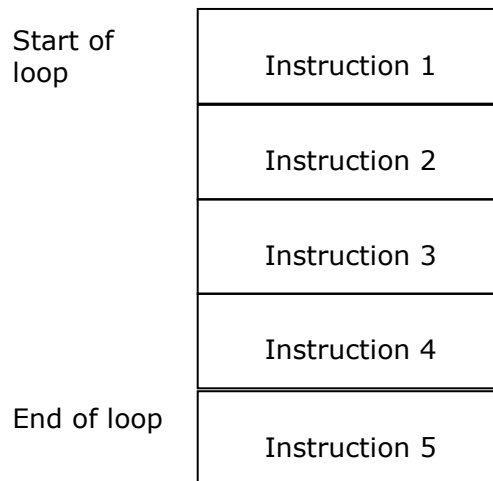 Start of
loop
Instruction 1
Instruction 2
Instruction 3
Instruction 4
End of loop
Instruction 5